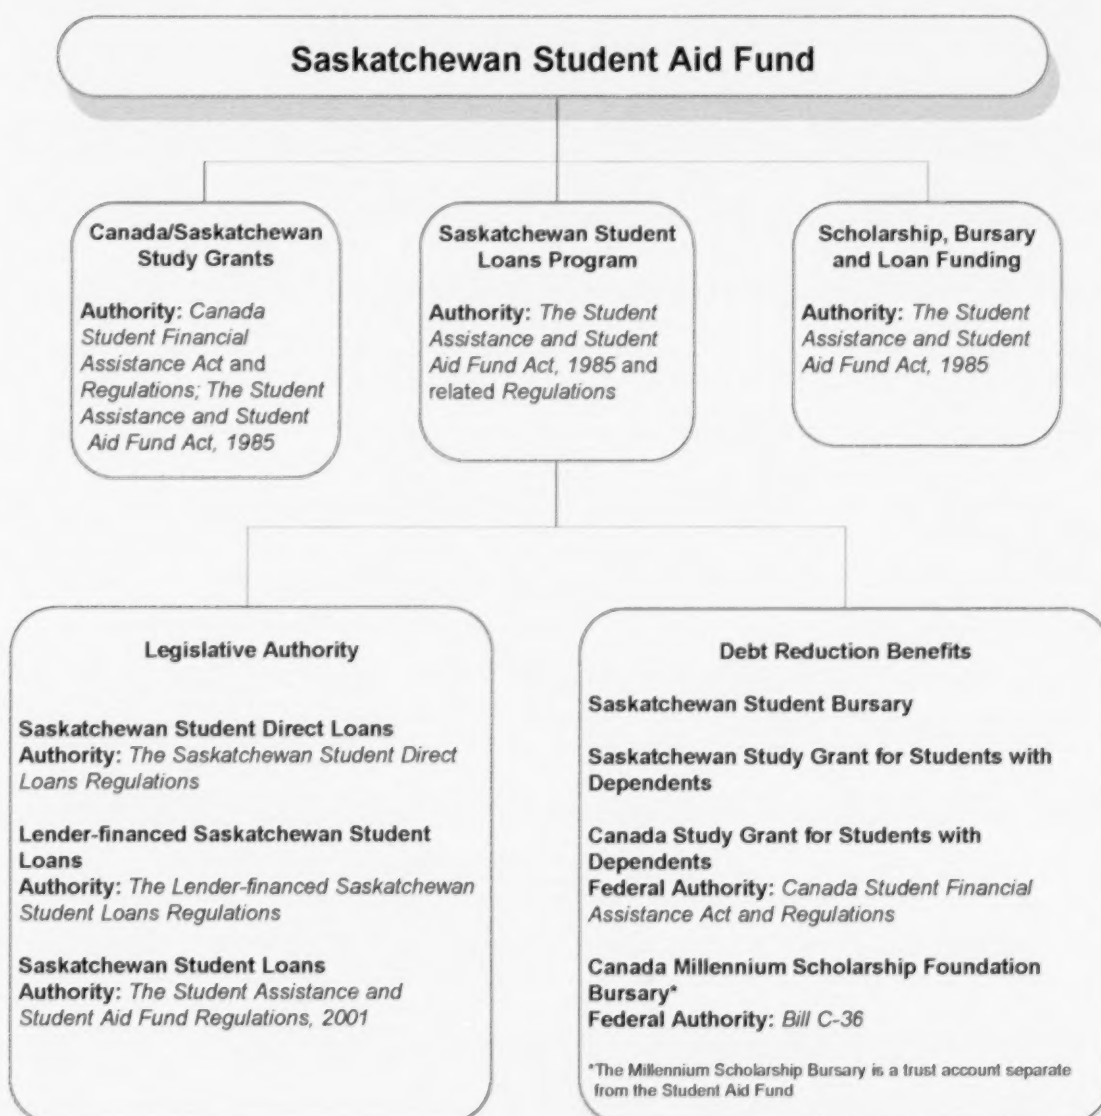 Saskatchewan Student Aid Fund
Canada/Saskatchewan
Study Grants
Authority: Canada
Student Financial
Assistance Act and
Regulations; The Student
Assistance and Student
Aid Fund Act, 1985
Saskatchewan Student
Loans Program
Authority: The Student
Assistance and Student
Aid Fund Act, 1985 and
related Regulations
Scholarship, Bursary
and Loan Funding
Authority: The Student
Assistance and Student
Aid Fund Act, 1985
Legislative Authority
Saskatchewan Student Direct Loans
Authority: The Saskatchewan Student Direct
Loans Regulations
Lender-financed Saskatchewan Student
Loans
Authority: The Lender-financed Saskatchewan
Student Loans Regulations
Saskatchewan Student Loans
Authority: The Student Assistance and
Student Aid Fund Regulations, 2001
Debt Reduction Benefits
Saskatchewan Student Bursary
Saskatchewan Study Grant for Students with
Dependents
Canada Study Grant for Students with
Dependents
Federal Authority: Canada Student Financial
Assistance Act and Regulations
Canada Millennium Scholarship Foundation
Bursary*
Federal Authority: Bill C-36
*The Millennium Scholarship Bursary is a trust account separate
from the Student Aid Fund